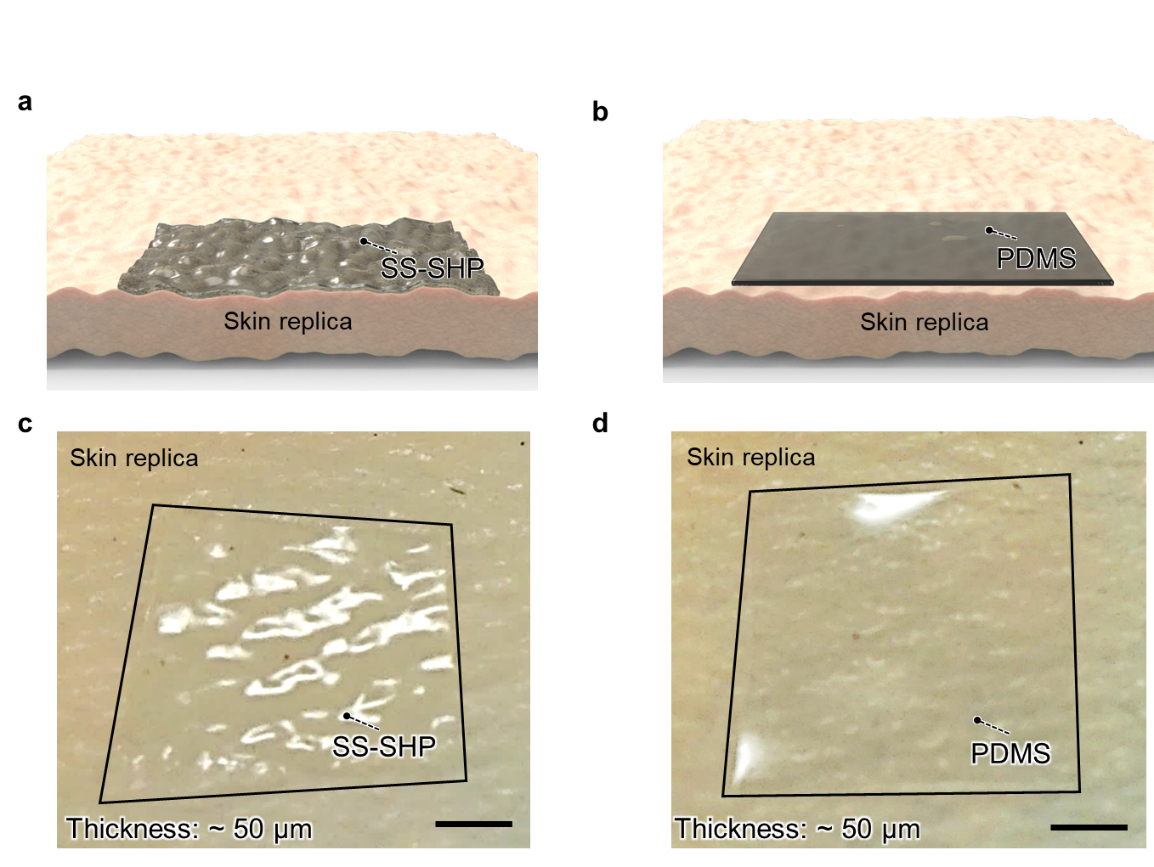 a
b
SS-SHP
PDMS
Skin replica
Skin replica
c
d
Skin replica
Skin replica
SS-SHP
PDMS
Thickness: ~ 50 μm
Thickness: ~ 50 μm